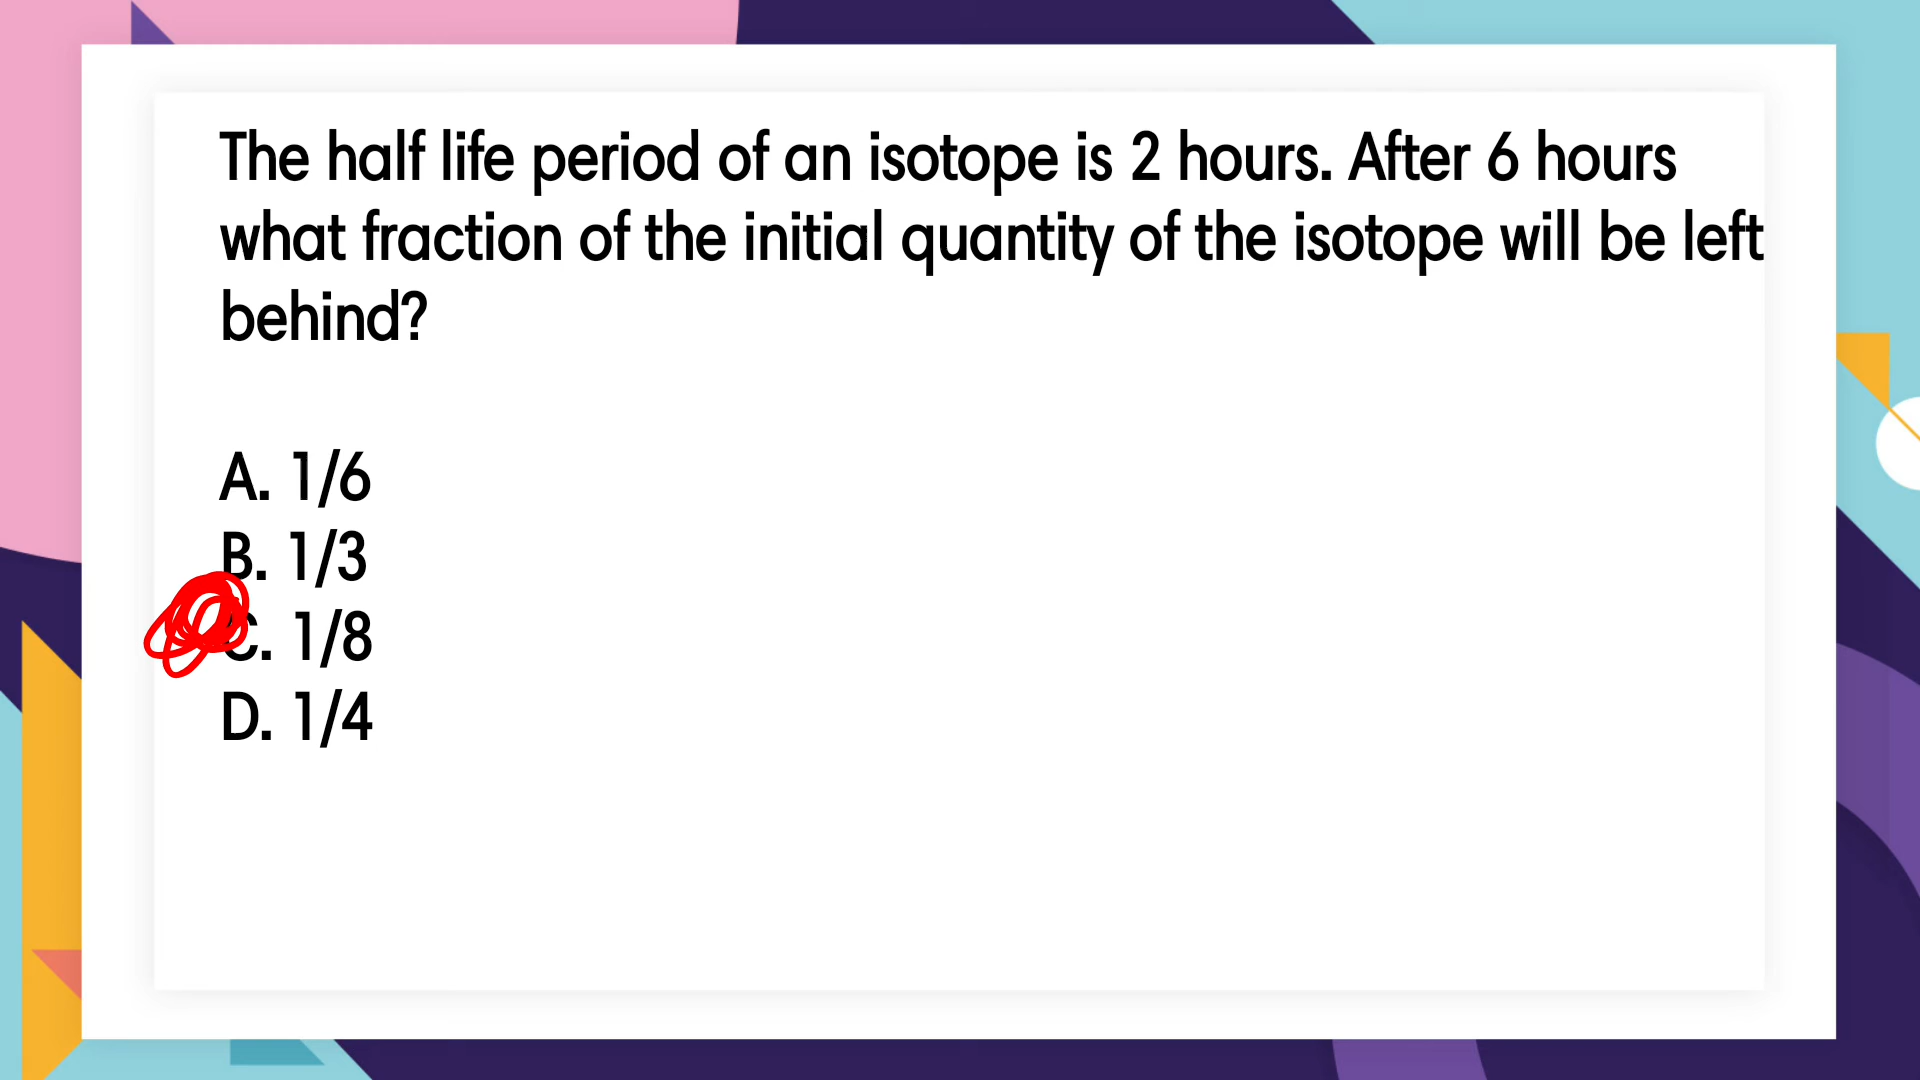 The half life period of an isotope is 2 hours. After 6 hours
what fraction of the initial quantity of the isotope will be left
behind?
A. 1/6
B. 1/3
C. 1/8
D. 1/4